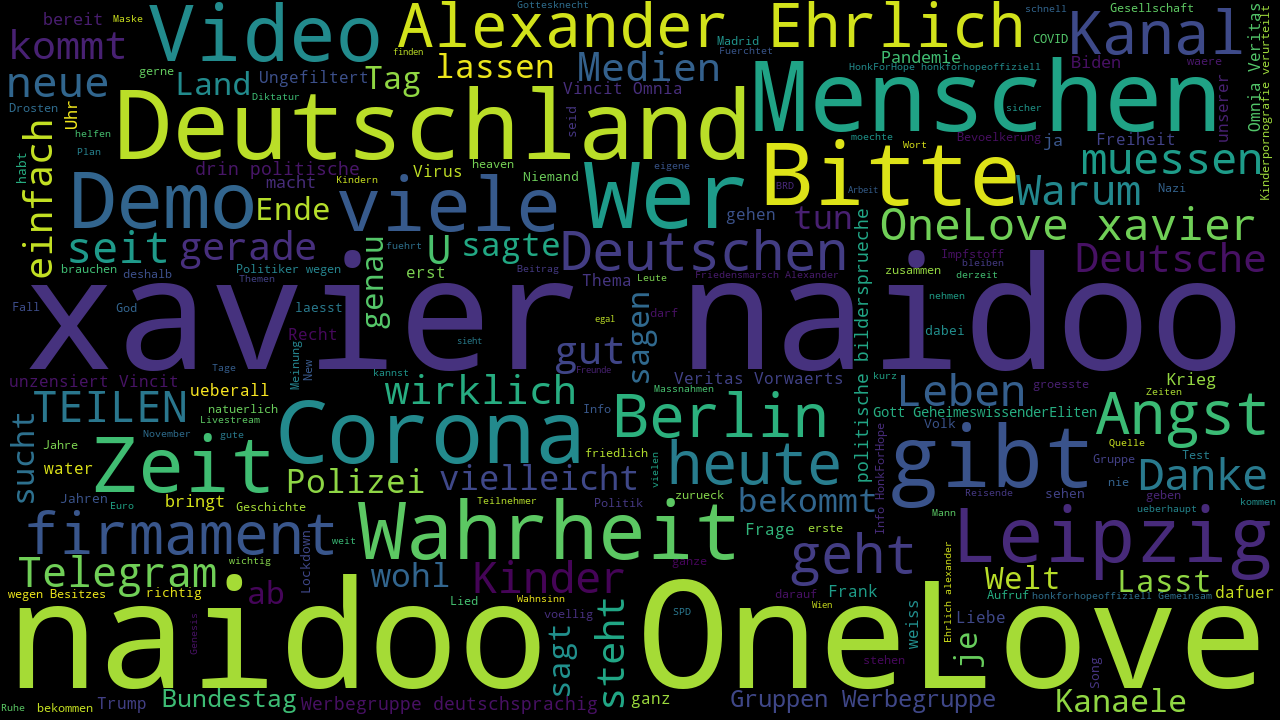 bereit Maske Video Alexander Ehrlich Gottesknecht schnell Gesellschaft Kanal
kommt finden Madrid Fuerchtet COVID Omnia Veritas
neue gerne Land Ungefiltert Tag lassen Medien Pandemie Biden waere
Drosten Uhr Diktatur Vincit Omnia HonkForHope honkforhopeoffiziell unserer Kinderpornografie verurteilt
einfach helfen Deutschland seid Menschen sicher
habt Plan moechte Wort Bevoelkerung ja Freiheit
drin politische Virus heaven Niemand eigene Bitte muessen
macht Kindern Wer BRD Arbeit Warum Nazi
Demo Ende viele gehen tun OneLove xavier
seit gerade genau fuehrt U sagte Deutschen politische bildersprueche Impfstoff Deutsche
brauchen deshalb Politiker wegen erst Beitrag Thema Leute Friedensmarsch Alexander zusammen bleiben derzeit
Themen
xavier naidoo
Fall God laesst Recht egal sagen darf nehmen dabei
sieht
Tage Meinung New kannst gut Freunde kurz
unzensiert Vincit ueberall wirklich Massnahmen Veritas Vorwaerts Leben groesste Krieg Zeiten
TEILEN natuerlich Livestream Corona Info Berlin Gott GeheimeswissenderEliten Angst
sucht Jahre November gute Volk Quelle
water Zeit friedlich vielen heute gibt Gruppe nie Test Danke
Jahren bringt Polizei vielleicht zurueck bekommt Info HonkForHope Reisende sehen geben kommen
Euro Geschichte Teilnehmer Politik Frage erste Mann ueberhaupt
firmament Lockdown weit Wahrheit geht Leipzig
Telegram wichtig ganze
wegen Besitzes richtig ab wohl Kinder darauf Frank Ehrlich alexander Welt Lasst dafuer
Lied Wahnsinn SPD Wien Aufruf honkforhopeoffiziell Gemeinsam
Genesis voellig weiss Liebe
naidoo sagt steht OneLove
stehen je Song
Ruhe bekommen Trump Bundestag Werbegruppe deutschsprachig ganz Gruppen Werbegruppe Kanaele